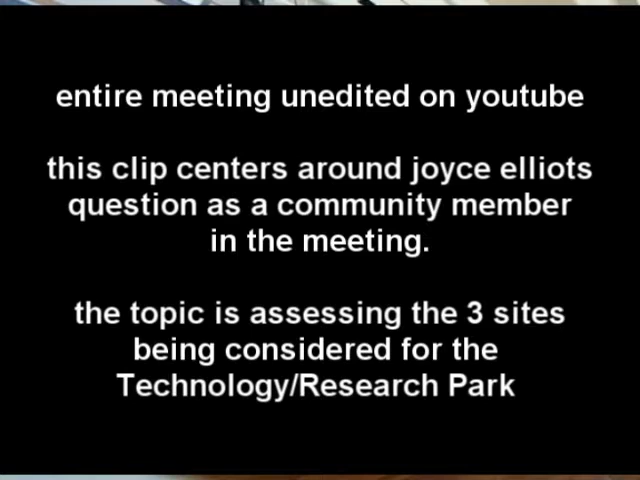 entire meeting unedited on youtube
this clip centers around joyce elliots
question as a community member
in the meeting.
the topic is assessing the 3 sites
being considered for the
Technology/Research Park